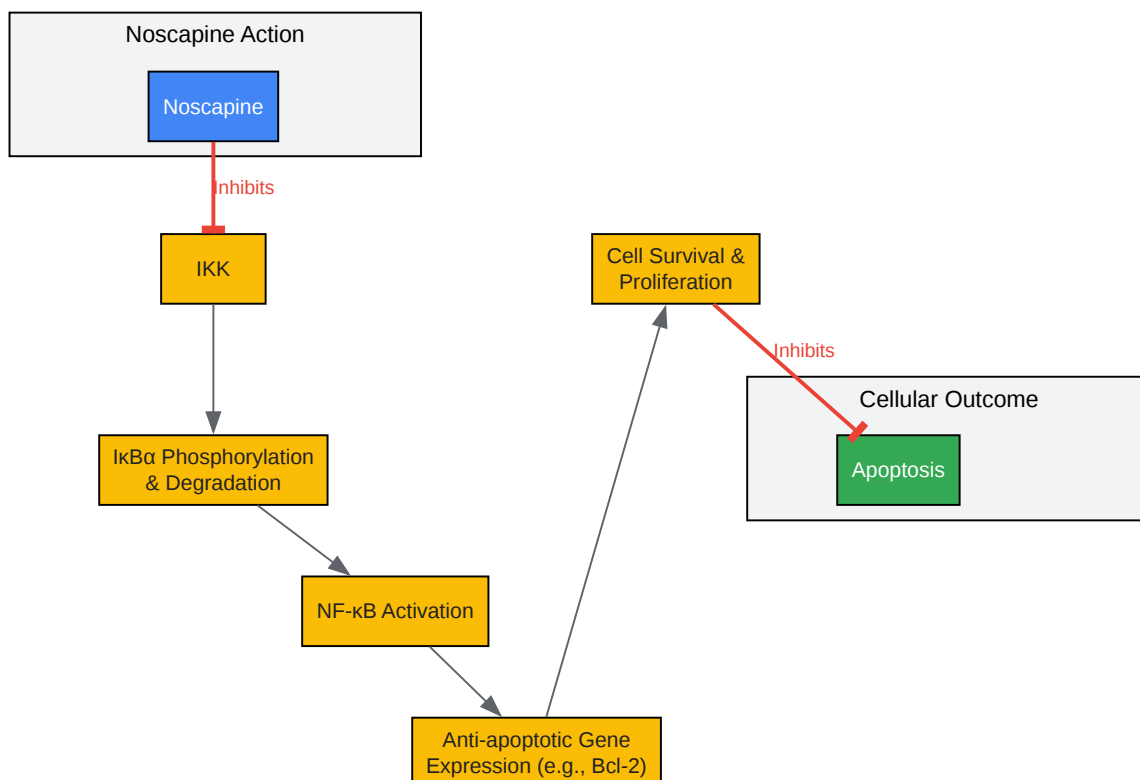 Noscapine Action
Noscapine
Inhibits
IKK
IκBα Phosphorylation
& Degradation
NF-κB Activation
Anti-apoptotic Gene
Expression (e.g., Bcl-2)
Cell Survival &
Proliferation
Inhibits
Cellular Outcome
Apoptosis